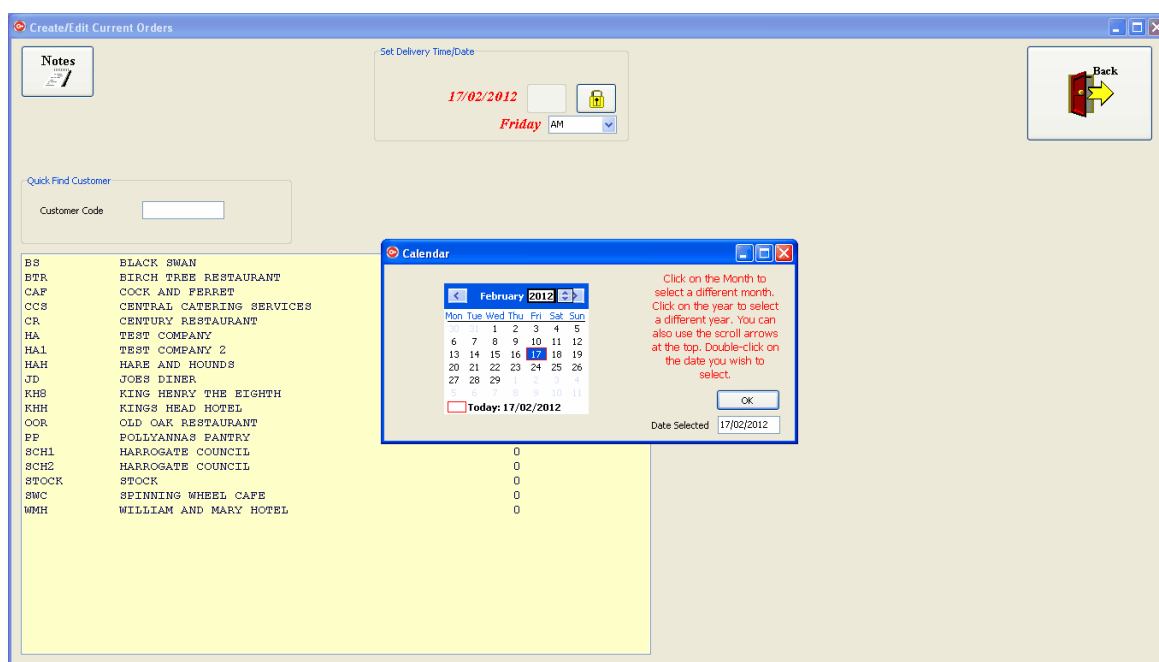 Create/Edit Current Orders
Notes
Set Delivery Time/Date
17/02/2012
Friday AM
Back
Quick Find Customer
Customer Code
BS BLACK SWAN
BTR BIRCH TREE RESTAURANT
CAF COCK AND FERRET
CCS CENTRAL CATERING SERVICES
CR CENTURY RESTAURANT
HA TEST COMPANY
HA1 TEST COMPANY 2
HAH HARE AND HOUNDS
JD JOES DINER
KH8 KING HENRY THE EIGHTH
KHH KINGS HEAD HOTEL
OOR OLD OAK RESTAURANT
PP POLLYANNAS PANTRY
SCH1 HARROGATE COUNCIL 0
SCH2 HARROGATE COUNCIL 0
STOCK STOCK 0
SWC SPINNING WHEEL CAFE 0
WMH WILLIAM AND MARY HOTEL 0
Calendar
February 2012
Mon Tue Wed Thu Fri Sat Sun
30 31 1 2 3 4 5
6 7 8 9 10 11 12
13 14 15 16 17 18 19
20 21 22 23 24 25 26
27 28 29 1 2 3 4
5 6 7 8 9 10 11
Today: 17/02/2012
Click on the Month to
select a different month.
Click on the year to select
a different year. You can
also use the scroll arrows
at the top. Double-click on
the date you wish to
select.
OK
Date Selected 17/02/2012